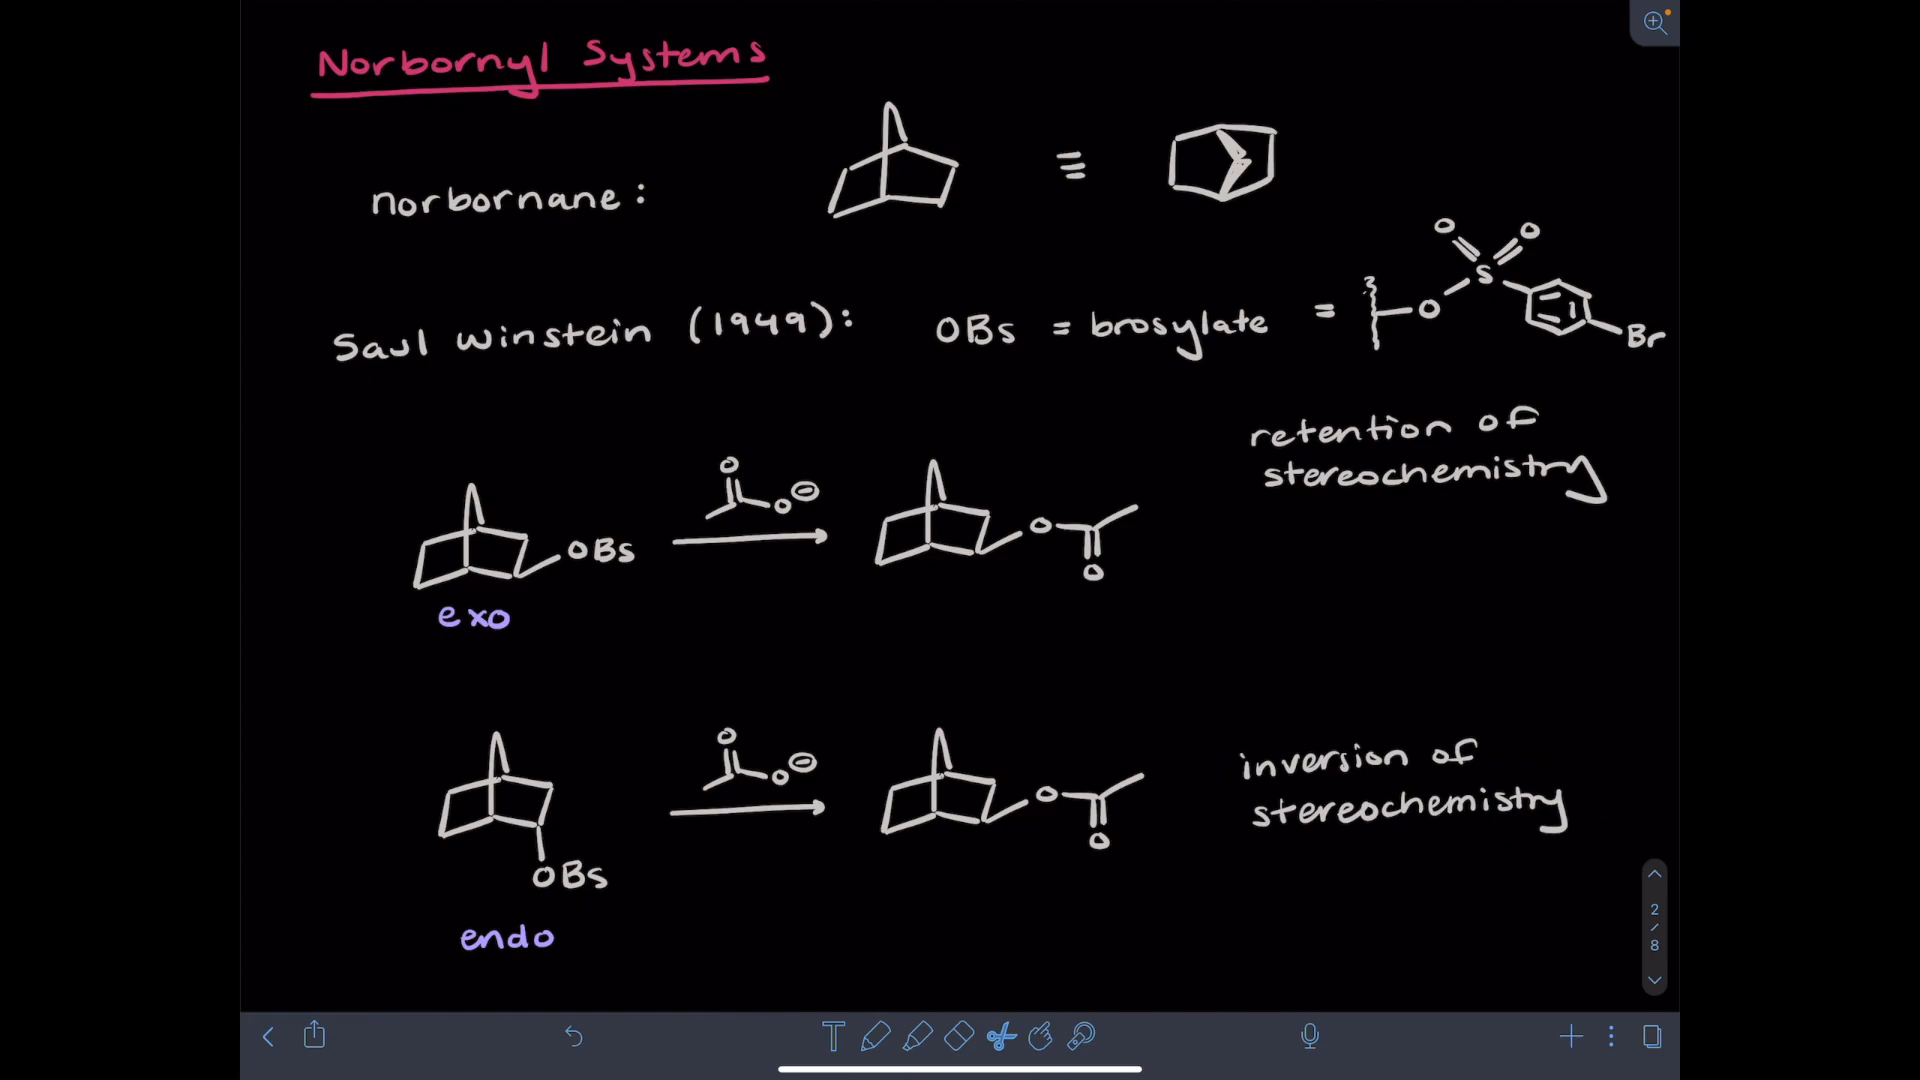 Norbornyl Systems
norbornane: ≡
O O
S
Saul Winstein (1949): OBs = brosylate = O Br
retention of
stereochemistry
O
O ⊖
OBs O
O
exo
O
O ⊖
inversion of
stereochemistry
O
O
OBs
endo
2
/
8
T